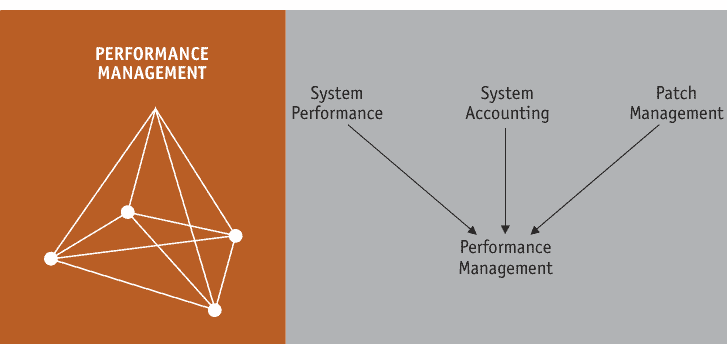 PERFORMANCE
MANAGEMENT
System
Performance
System
Accounting
Patch
Management
Performance
Management